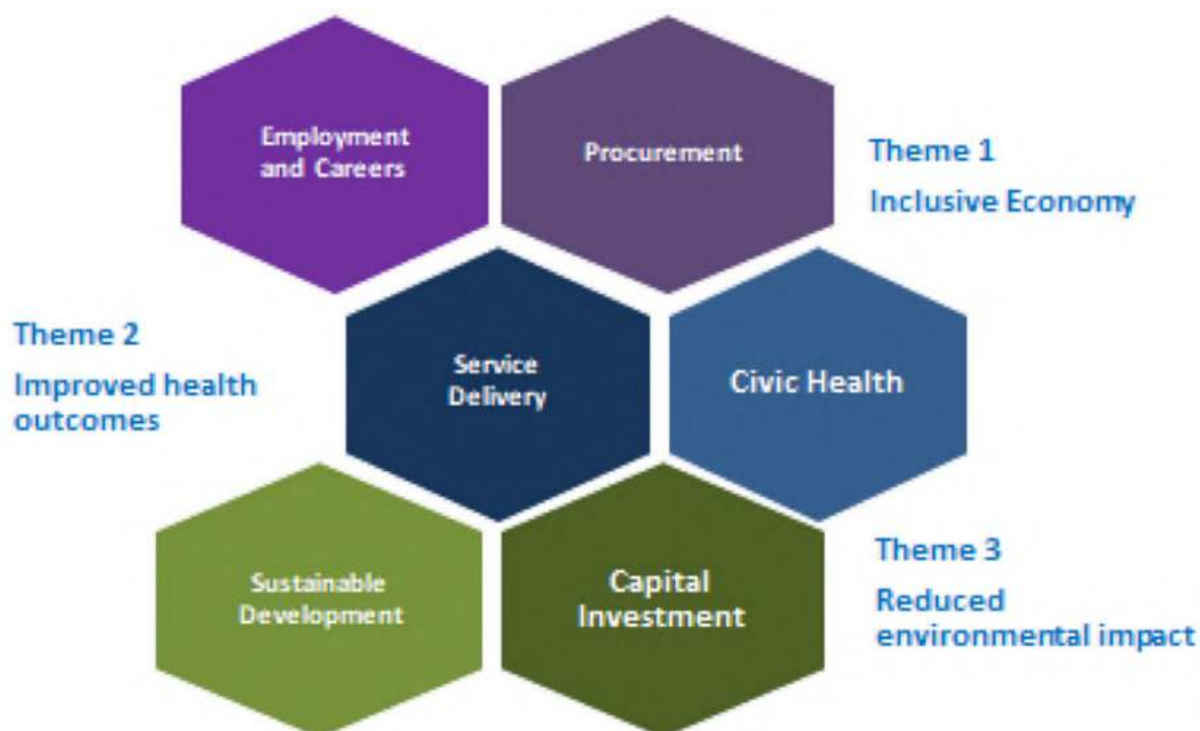 Employment
and Careers
Procurement
Theme 1
Inclusive Economy
Theme 2
Improved health
outcomes
Service
Delivery
Civic Health
Sustainable
Development
Capital
Investment
Theme 3
Reduced
environmental impact